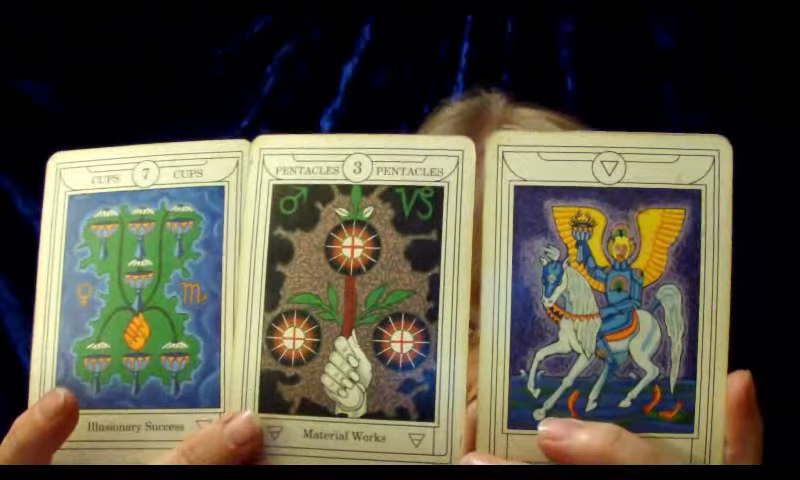 CUPS 7 CUPS
Illusionary Success
PENTACLES 3 PENTACLES
Material Works